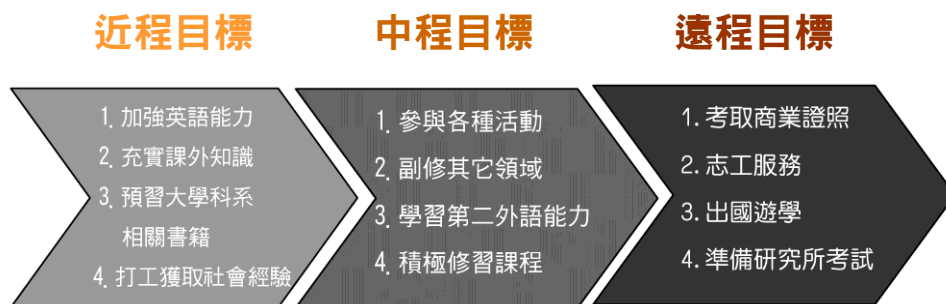 近程目標
1. 加強英語能力
2. 充實課外知識
3. 預習大學科系
相關書籍
4. 打工獲取社會經驗
中程目標
1. 參與各種活動
2. 副修其它領域
3. 學習第二外語能力
4. 積極修習課程
遠程目標
1. 考取商業證照
2. 志工服務
3. 出國遊學
4. 準備研究所考試